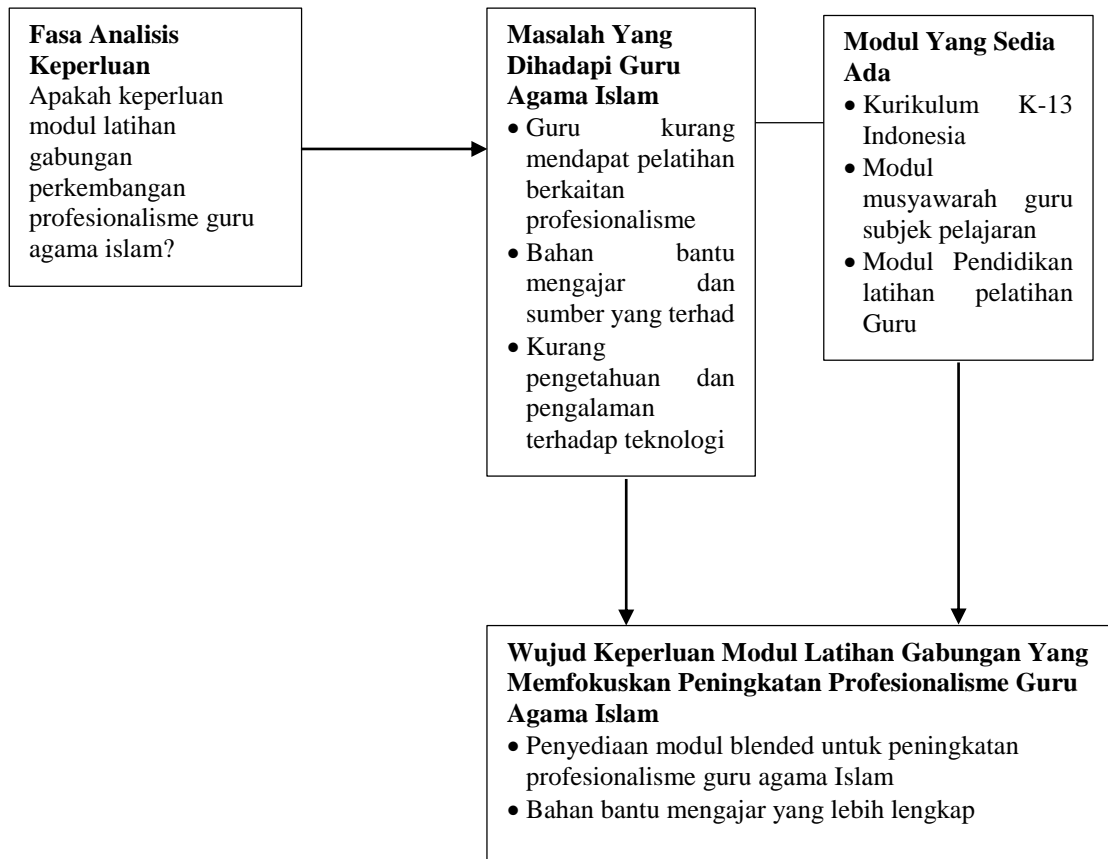 Fasa Analisis
Keperluan
Apakah keperluan
modul latihan
gabungan
perkembangan
profesionalisme guru
agama islam?
Masalah Yang
Dihadapi Guru
Agama Islam
• Guru kurang
mendapat pelatihan
berkaitan
profesionalisme
• Bahan bantu
mengajar dan
sumber yang terhad
• Kurang
pengetahuan dan
pengalaman
terhadap teknologi
Modul Yang Sedia
Ada
• Kurikulum K-13
Indonesia
• Modul
musyawarah guru
subjek pelajaran
• Modul Pendidikan
latihan pelatihan
Guru
Wujud Keperluan Modul Latihan Gabungan Yang
Memfokuskan Peningkatan Profesionalisme Guru
Agama Islam
• Penyediaan modul blended untuk peningkatan
profesionalisme guru agama Islam
• Bahan bantu mengajar yang lebih lengkap